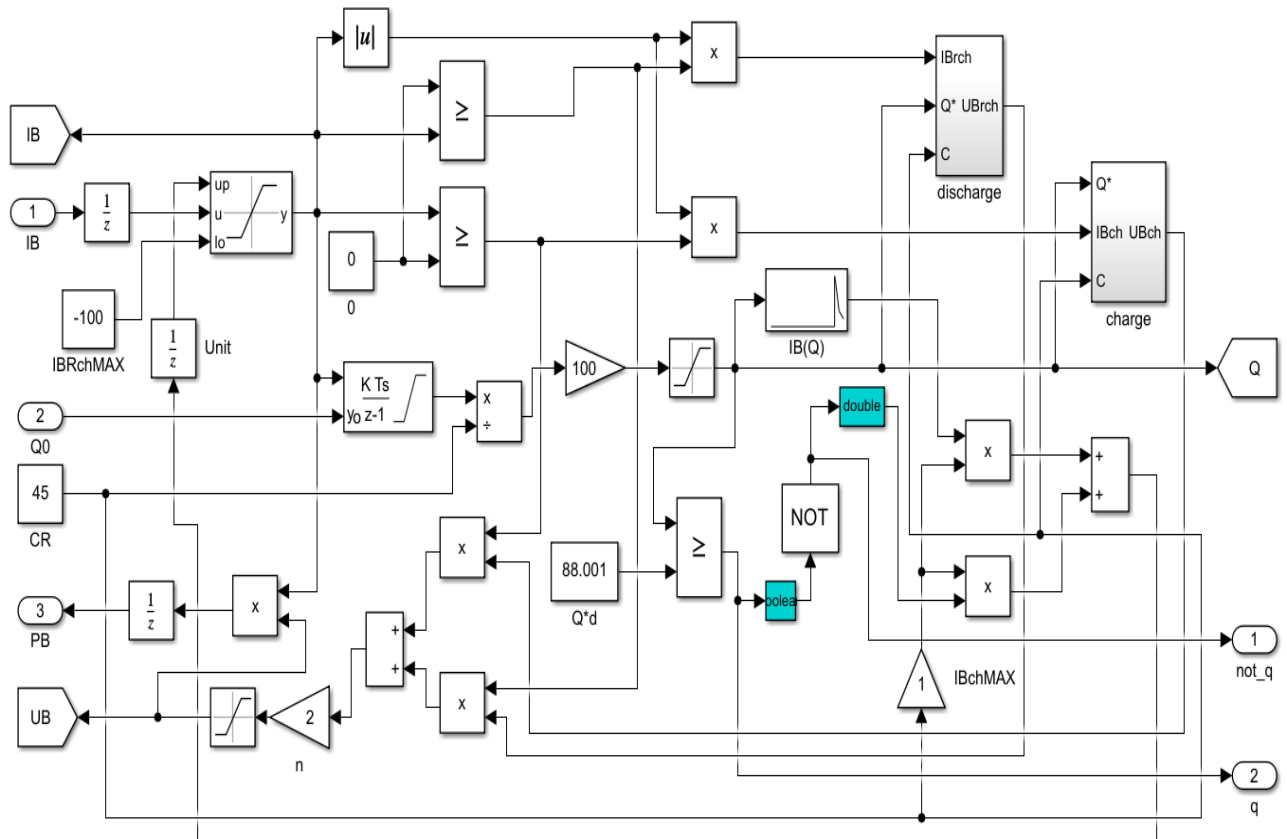 |u|
x
IBrch
Q* UBrch
C
discharge
≥
IB
1
IB
1
z
up
u y
lo
≥
x
Q*
IBch UBch
C
charge
0
0
-100
IBRchMAX
1
z
Unit
IB(Q)
K Ts
z-1
yo
x
÷
100
Q
2
Q0
double
x
+
+
45
CR
NOT
x
88.001
Q*d
≥
boolea
x
1
z
x
3
PB
+
+
1
not_q
1
IBchMAX
UB
2
n
x
2
q